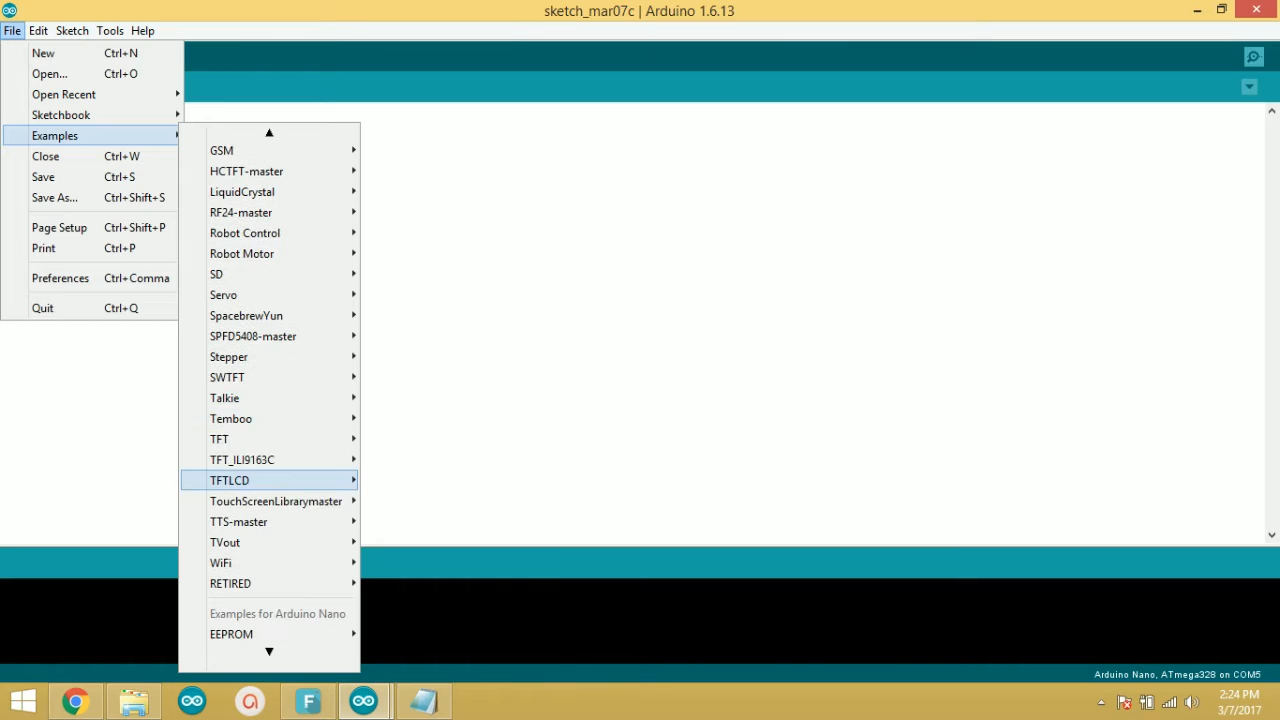 sketch_mar07c | Arduino 1.6.13
File Edit Sketch Tools Help
New Ctrl+N
Open... Ctrl+O
Open Recent
Sketchbook
Examples
Close Ctrl+W
Save Ctrl+S
Save As... Ctrl+Shift+S
Page Setup Ctrl+Shift+P
Print Ctrl+P
Preferences Ctrl+Comma
Quit Ctrl+Q
GSM
HCTFT-master
LiquidCrystal
RF24-master
Robot Control
Robot Motor
SD
Servo
SpacebrewYun
SPFD5408-master
Stepper
SWTFT
Talkie
Temboo
TFT
TFT_ILI9163C
TFTLCD
TouchScreenLibrarymaster
TTS-master
TVout
WiFi
RETIRED
Examples for Arduino Nano
EEPROM
Arduino Nano, ATmega328 on COM5
F
2:24 PM
3/7/2017